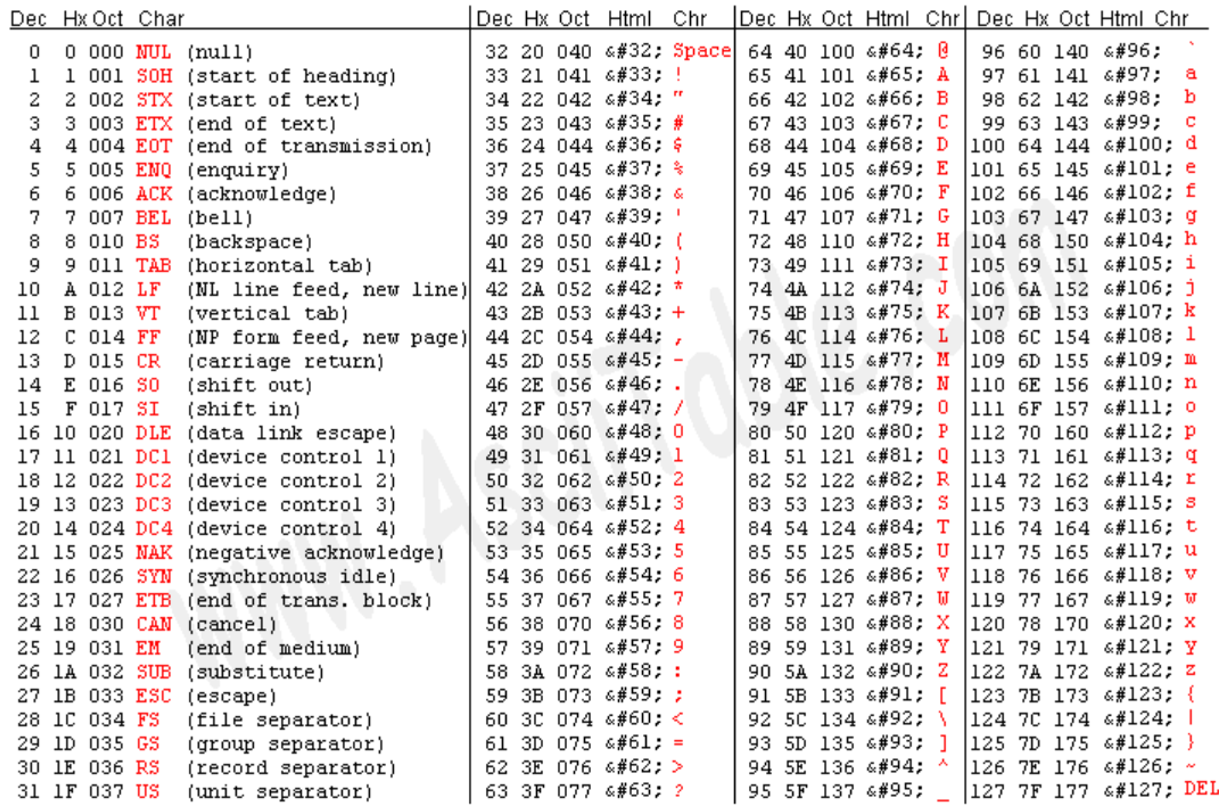 Dec Hx Oct Char Dec Hx Oct Html Chr Dec Hx Oct Html Chr Dec Hx Oct Html Chr
0 0 000 NUL (null) 32 20 040 &#32; Space 64 40 100 &#64; @ 96 60 140 &#96; `
1 1 001 SOH (start of heading) 33 21 041 &#33; ! 65 41 101 &#65; A 97 61 141 &#97; a
2 2 002 STX (start of text) 34 22 042 &#34; " 66 42 102 &#66; B 98 62 142 &#98; b
3 3 003 ETX (end of text) 35 23 043 &#35; # 67 43 103 &#67; C 99 63 143 &#99; c
4 4 004 EOT (end of transmission) 36 24 044 &#36; $ 68 44 104 &#68; D 100 64 144 &#100; d
5 5 005 ENQ (enquiry) 37 25 045 &#37; % 69 45 105 &#69; E 101 65 145 &#101; e
6 6 006 ACK (acknowledge) 38 26 046 &#38; & 70 46 106 &#70; F 102 66 146 &#102; f
7 7 007 BEL (bell) 39 27 047 &#39; ' 71 47 107 &#71; G 103 67 147 &#103; g
8 8 010 BS (backspace) 40 28 050 &#40; ( 72 48 110 &#72; H 104 68 150 &#104; h
9 9 011 TAB (horizontal tab) 41 29 051 &#41; ) 73 49 111 &#73; I 105 69 151 &#105; i
10 A 012 LF (NL line feed, new line) 42 2A 052 &#42; * 74 4A 112 &#74; J 106 6A 152 &#106; j
11 B 013 VT (vertical tab) 43 2B 053 &#43; + 75 4B 113 &#75; K 107 6B 153 &#107; k
12 C 014 FF (NP form feed, new page) 44 2C 054 &#44; , 76 4C 114 &#76; L 108 6C 154 &#108; l
13 D 015 CR (carriage return) 45 2D 055 &#45; - 77 4D 115 &#77; M 109 6D 155 &#109; m
14 E 016 SO (shift out) 46 2E 056 &#46; . 78 4E 116 &#78; N 110 6E 156 &#110; n
15 F 017 SI (shift in) 47 2F 057 &#47; / 79 4F 117 &#79; O 111 6F 157 &#111; o
16 10 020 DLE (data link escape) 48 30 060 &#48; 0 80 50 120 &#80; P 112 70 160 &#112; p
17 11 021 DC1 (device control 1) 49 31 061 &#49; 1 81 51 121 &#81; Q 113 71 161 &#113; q
18 12 022 DC2 (device control 2) 50 32 062 &#50; 2 82 52 122 &#82; R 114 72 162 &#114; r
19 13 023 DC3 (device control 3) 51 33 063 &#51; 3 83 53 123 &#83; S 115 73 163 &#115; s
20 14 024 DC4 (device control 4) 52 34 064 &#52; 4 84 54 124 &#84; T 116 74 164 &#116; t
21 15 025 NAK (negative acknowledge) 53 35 065 &#53; 5 85 55 125 &#85; U 117 75 165 &#117; u
22 16 026 SYN (synchronous idle) 54 36 066 &#54; 6 86 56 126 &#86; V 118 76 166 &#118; v
23 17 027 ETB (end of trans. block) 55 37 067 &#55; 7 87 57 127 &#87; W 119 77 167 &#119; w
24 18 030 CAN (cancel) 56 38 070 &#56; 8 88 58 130 &#88; X 120 78 170 &#120; x
25 19 031 EM (end of medium) 57 39 071 &#57; 9 89 59 131 &#89; Y 121 79 171 &#121; y
26 1A 032 SUB (substitute) 58 3A 072 &#58; : 90 5A 132 &#90; Z 122 7A 172 &#122; z
27 1B 033 ESC (escape) 59 3B 073 &#59; ; 91 5B 133 &#91; [ 123 7B 173 &#123; {
28 1C 034 FS (file separator) 60 3C 074 &#60; < 92 5C 134 &#92; \ 124 7C 174 &#124; |
29 1D 035 GS (group separator) 61 3D 075 &#61; = 93 5D 135 &#93; ] 125 7D 175 &#125; }
30 1E 036 RS (record separator) 62 3E 076 &#62; > 94 5E 136 &#94; ^ 126 7E 176 &#126; ~
31 1F 037 US (unit separator) 63 3F 077 &#63; ? 95 5F 137 &#95; _ 127 7F 177 &#127; DEL
www.AsciiTable.com